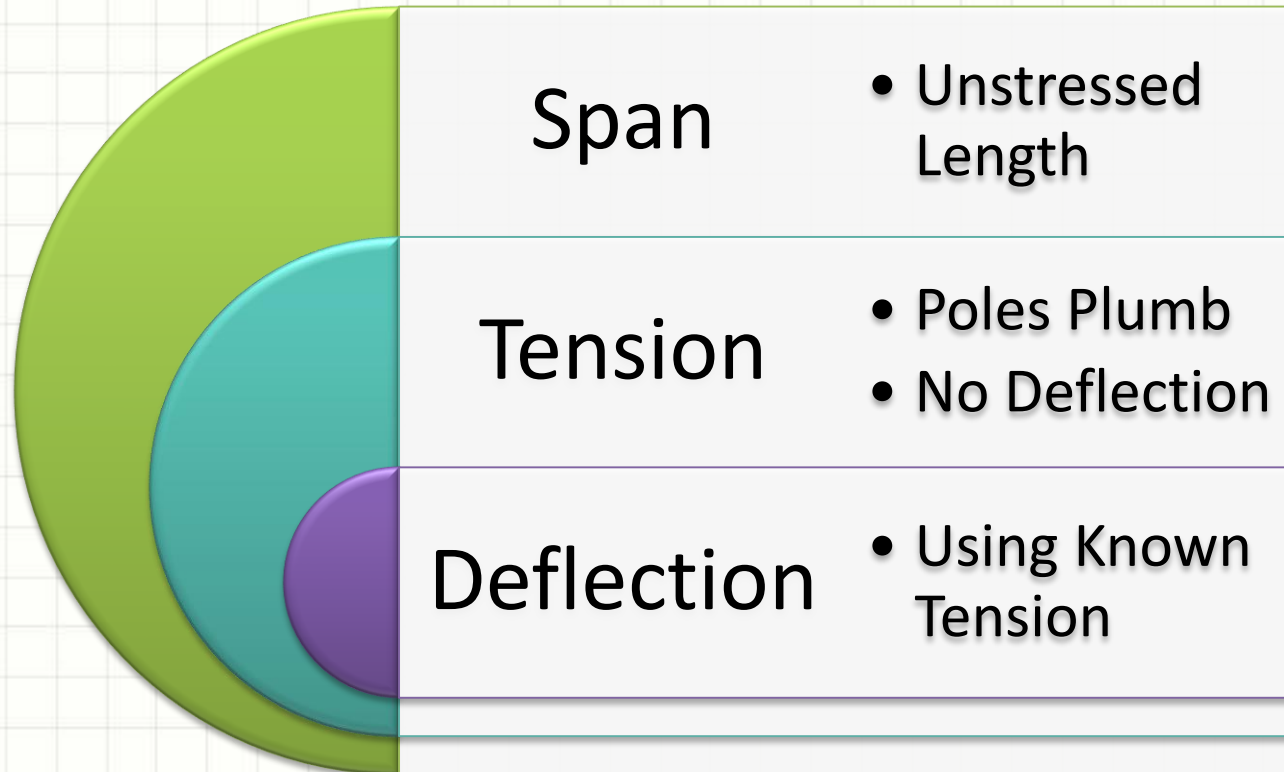 Span
• Unstressed
Length
Tension
• Poles Plumb
• No Deflection
Deflection
• Using Known
Tension